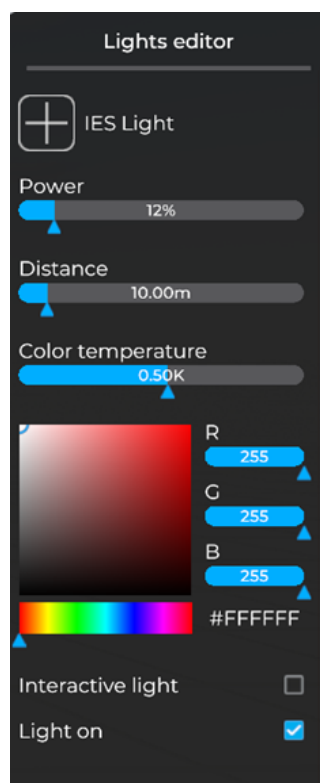 Lights editor
IES Light
Power
12%
Distance
10.00m
Color temperature
0.50K
R
255
G
255
B
255
#FFFFFF
Interactive light
Light on